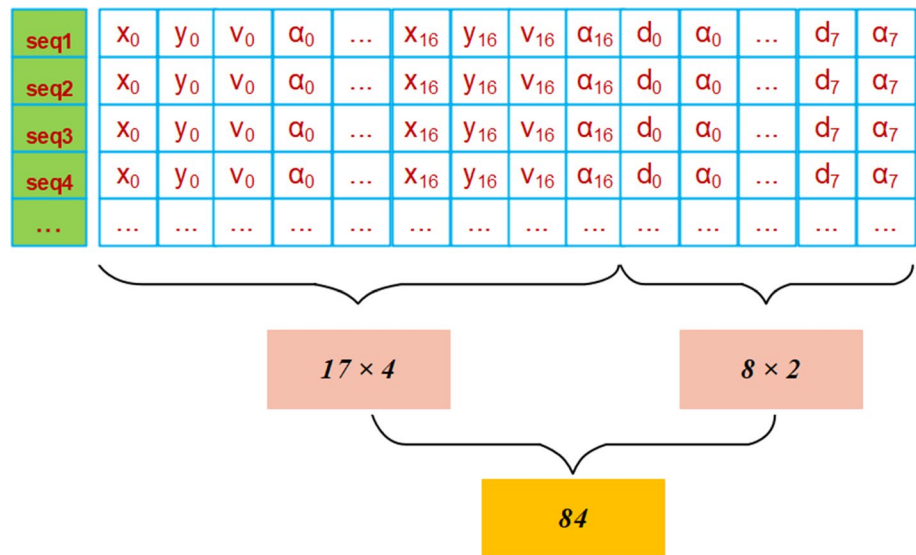 seq1 x₀ y₀ v₀ α₀ ... x₁₆ y₁₆ v₁₆ α₁₆ d₀ α₀ ... d₇ α₇
seq2 x₀ y₀ v₀ α₀ ... x₁₆ y₁₆ v₁₆ α₁₆ d₀ α₀ ... d₇ α₇
seq3 x₀ y₀ v₀ α₀ ... x₁₆ y₁₆ v₁₆ α₁₆ d₀ α₀ ... d₇ α₇
seq4 x₀ y₀ v₀ α₀ ... x₁₆ y₁₆ v₁₆ α₁₆ d₀ α₀ ... d₇ α₇
... ... ... ... ... ... ... ... ... ... ... ... ... ... ...
17 × 4 8 × 2
84